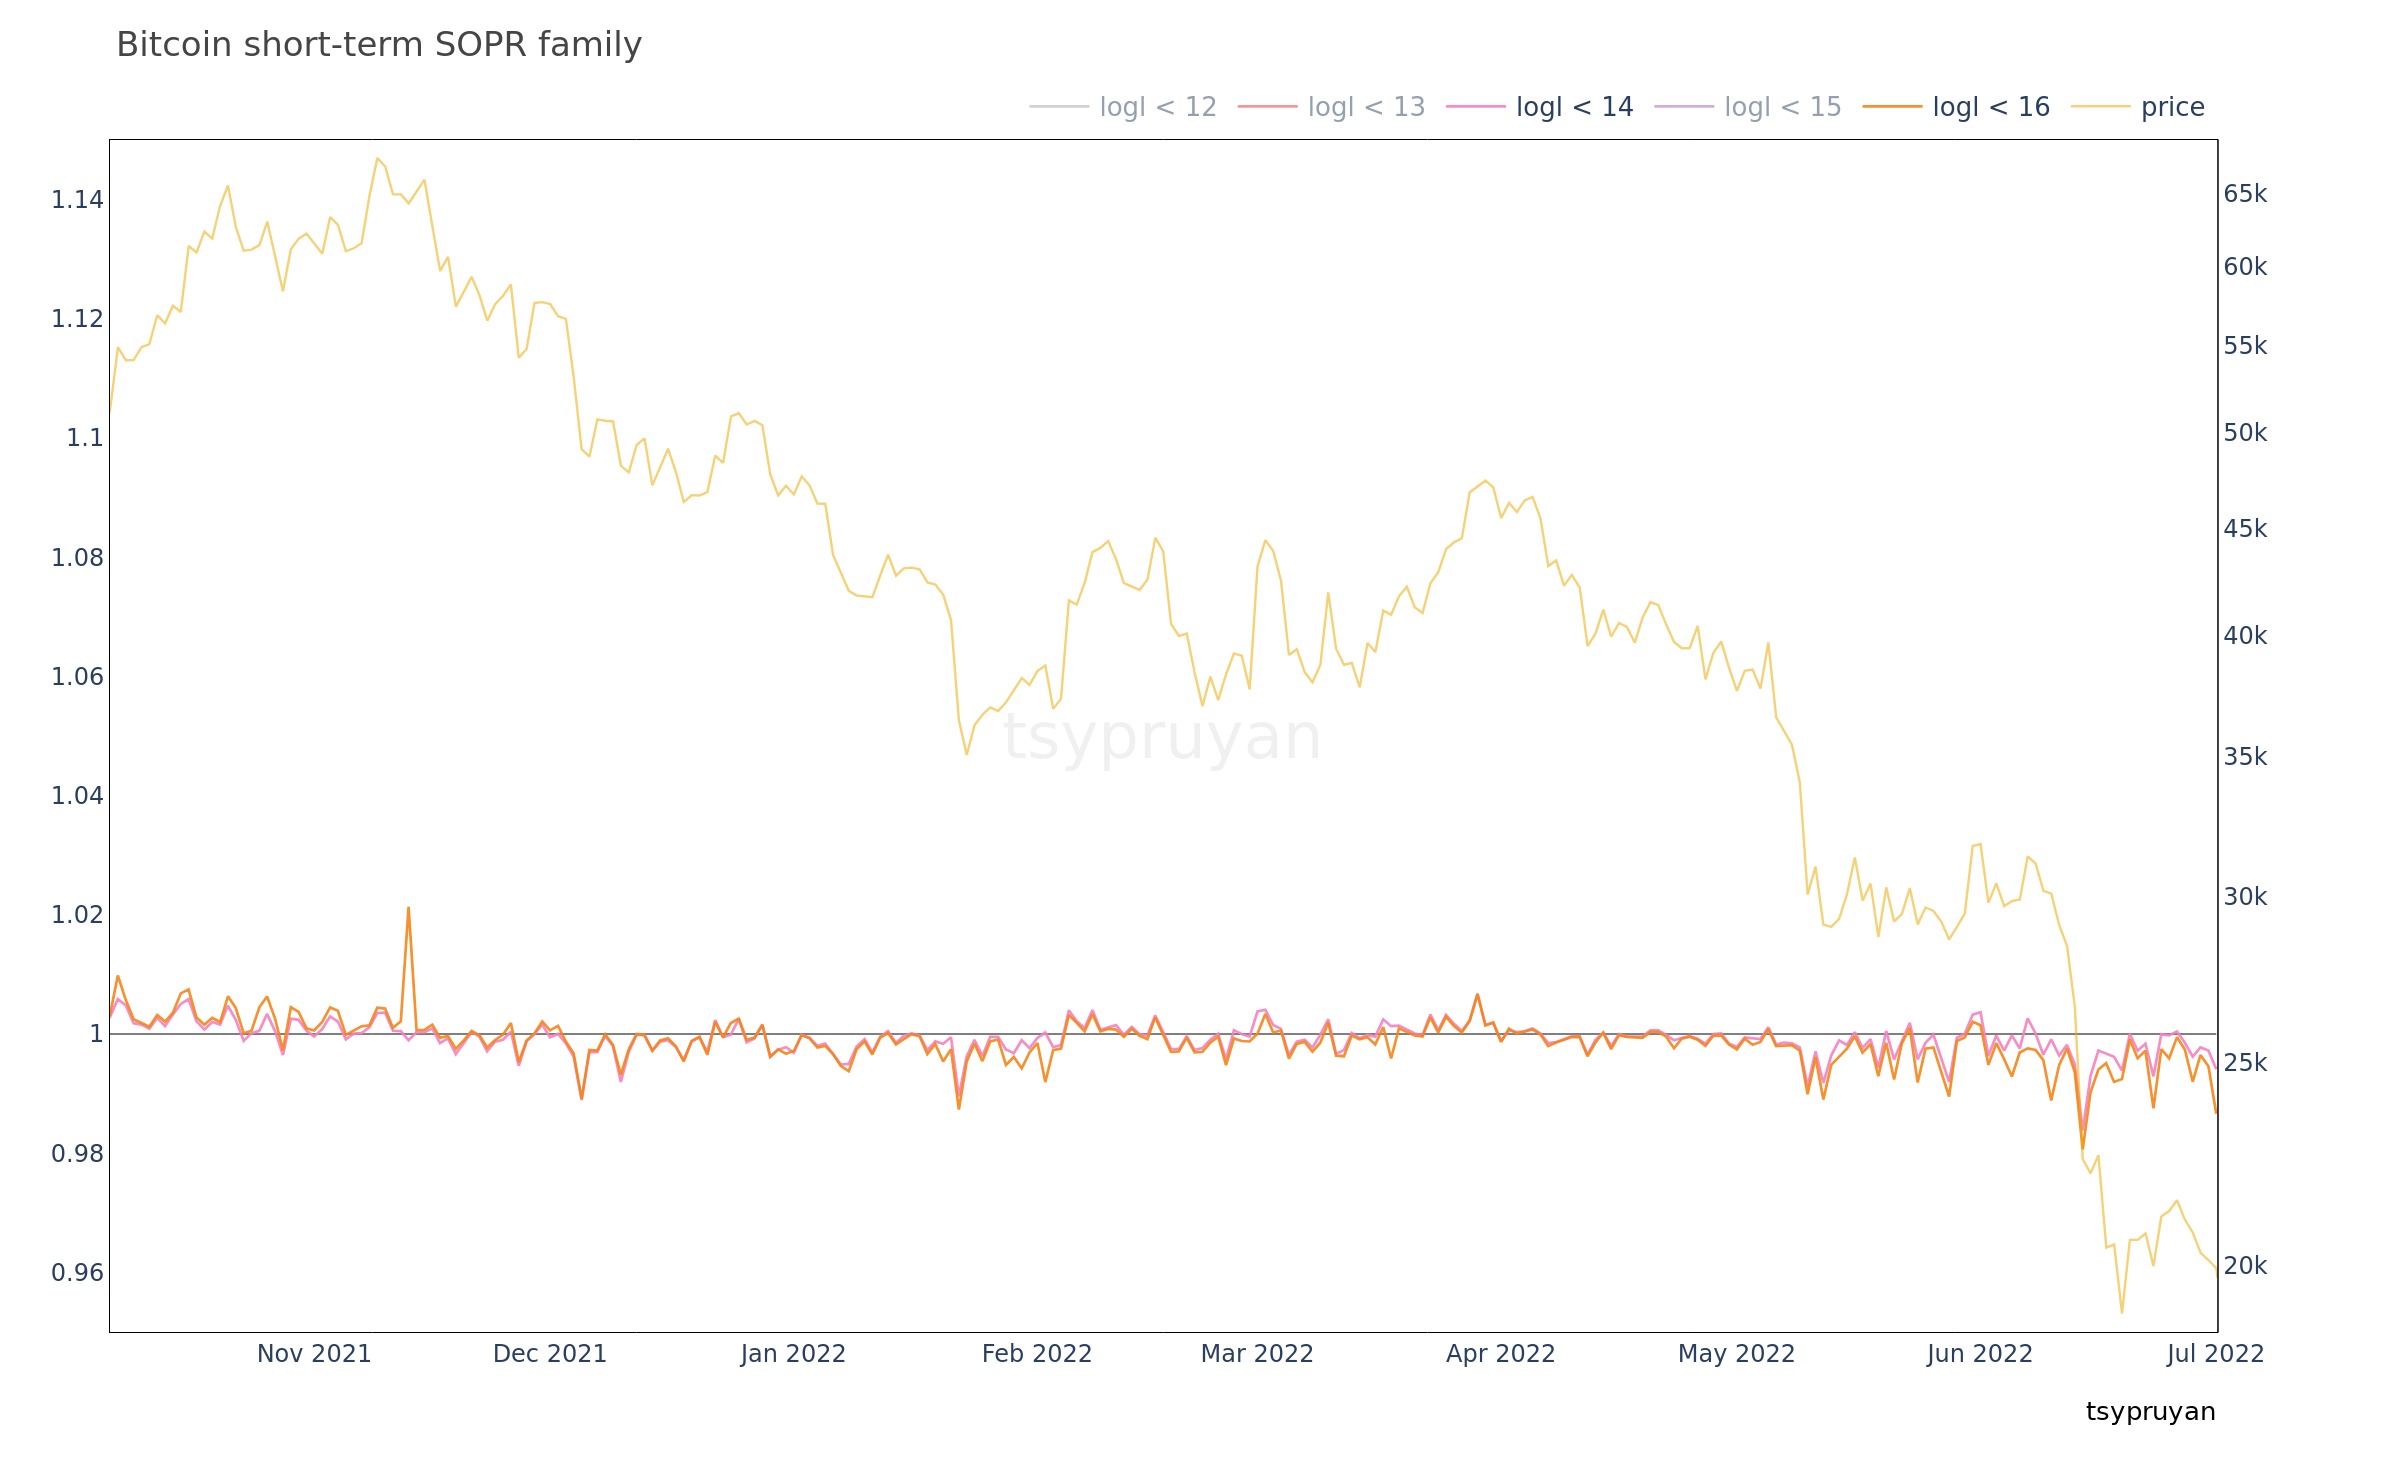 Bitcoin short-term SOPR family
logl < 12 logl < 13 logl < 14 logl < 15 logl < 16 price
1.14
1.12
1.1
1.08
1.06
1.04
1.02
1
0.98
0.96
65k
60k
55k
50k
45k
40k
35k
30k
25k
20k
tsypruyan
Nov 2021 Dec 2021 Jan 2022 Feb 2022 Mar 2022 Apr 2022 May 2022 Jun 2022 Jul 2022
tsypruyan